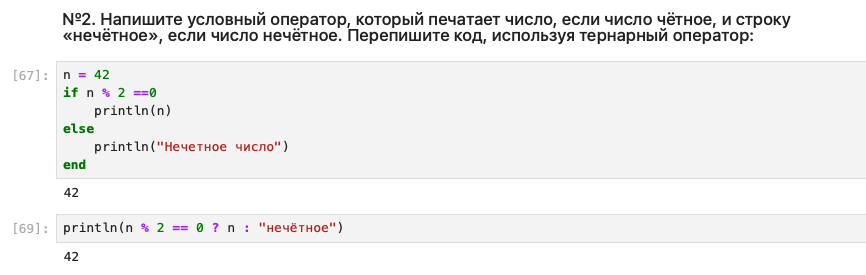 №2. Напишите условный оператор, который печатает число, если число чётное, и строку
«нечётное», если число нечётное. Перепишите код, используя тернарный оператор:
[67]: n = 42
if n % 2 ==0
    println(n)
else
    println("Нечетное число")
end
42
[69]: println(n % 2 == 0 ? n : "нечётное")
42